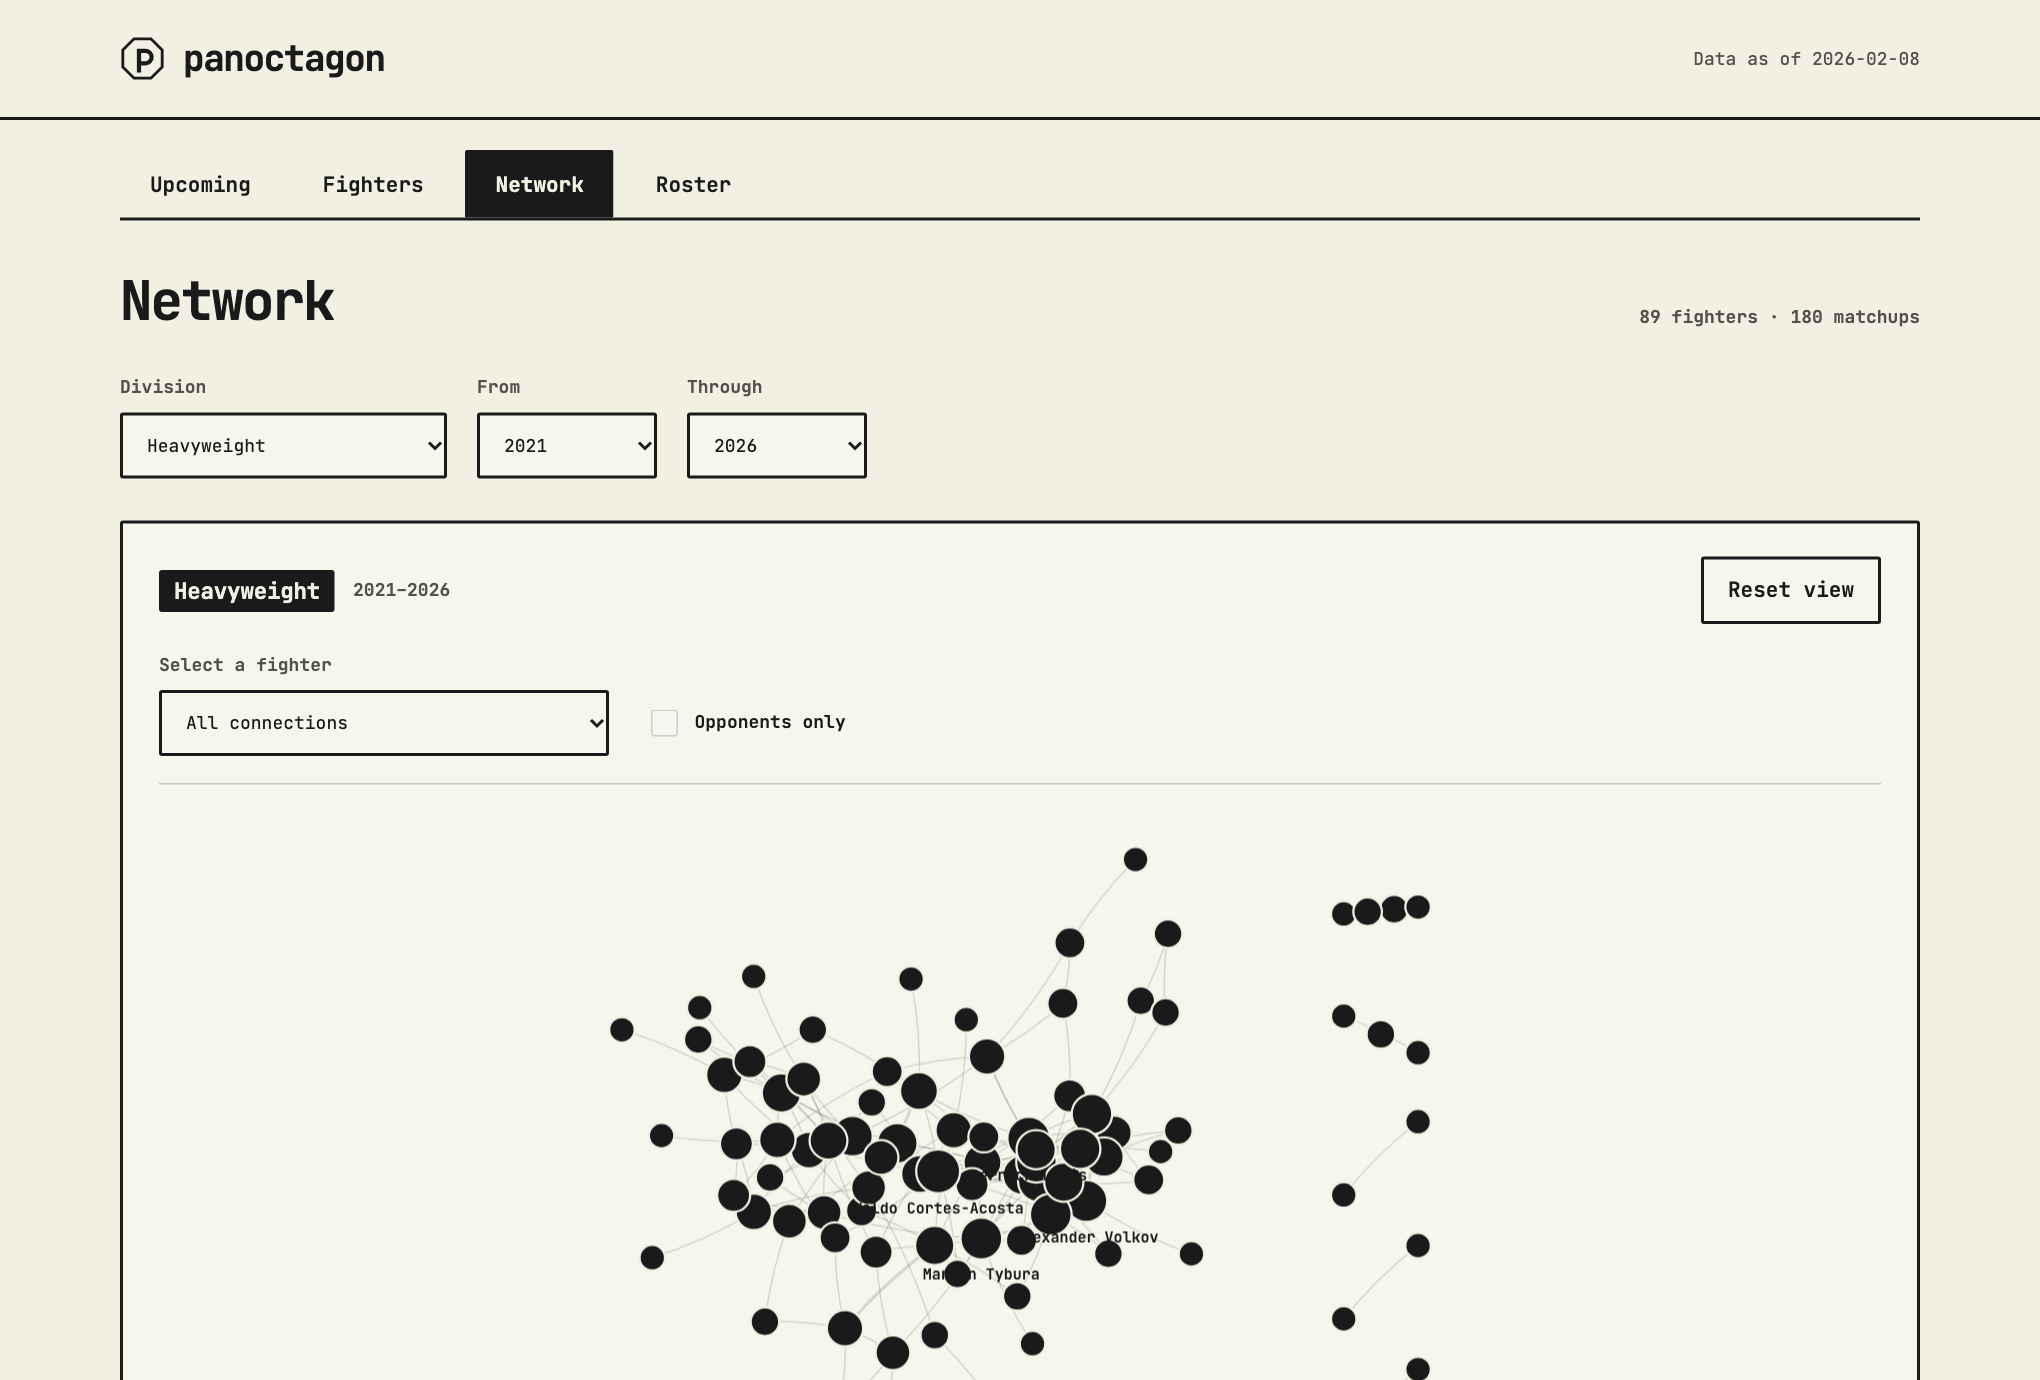 P panoctagon
Data as of 2026-02-08
Upcoming Fighters Network Roster
Network
89 fighters · 180 matchups
Division From Through
Heavyweight 2021 2026
Heavyweight 2021–2026
Reset view
Select a fighter
All connections
Opponents only
Cortes-Acosta
Volkov
Tybura